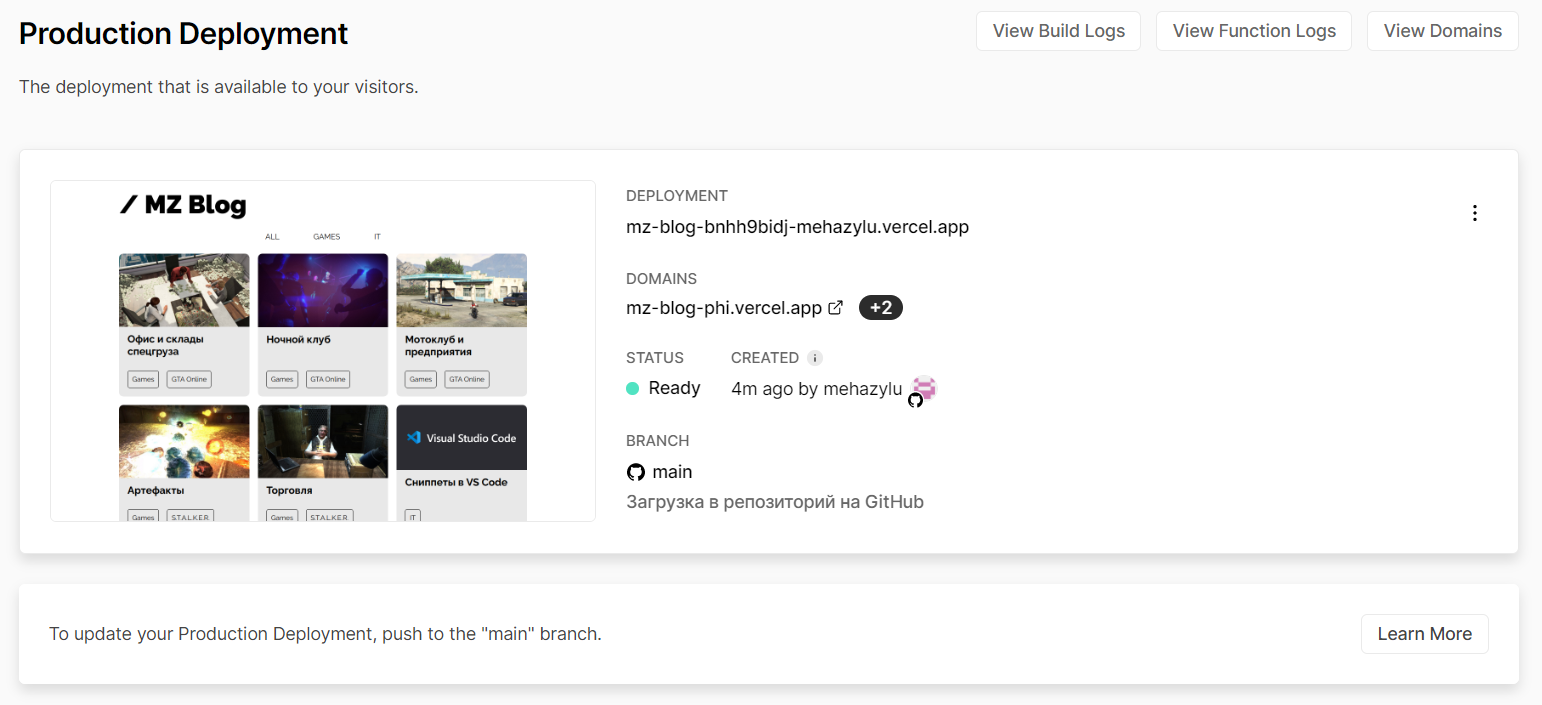 Production Deployment
View Build Logs
View Function Logs
View Domains
The deployment that is available to your visitors.
/ MZ Blog
ALL
GAMES
IT
Офис и склады
спецгруза
Games
GTA Online
Ночной клуб
Games
GTA Online
Мотоклуб и
предприятия
Games
GTA Online
Артефакты
Games
S.T.A.L.K.E.R.
Торговля
Games
S.T.A.L.K.E.R.
Visual Studio Code
Сниппеты в VS Code
IT
DEPLOYMENT
mz-blog-bnhh9bidj-mehazylu.vercel.app
DOMAINS
mz-blog-phi.vercel.app
+2
STATUS
CREATED
Ready
4m ago by mehazylu
BRANCH
main
Загрузка в репозиторий на GitHub
To update your Production Deployment, push to the "main" branch.
Learn More